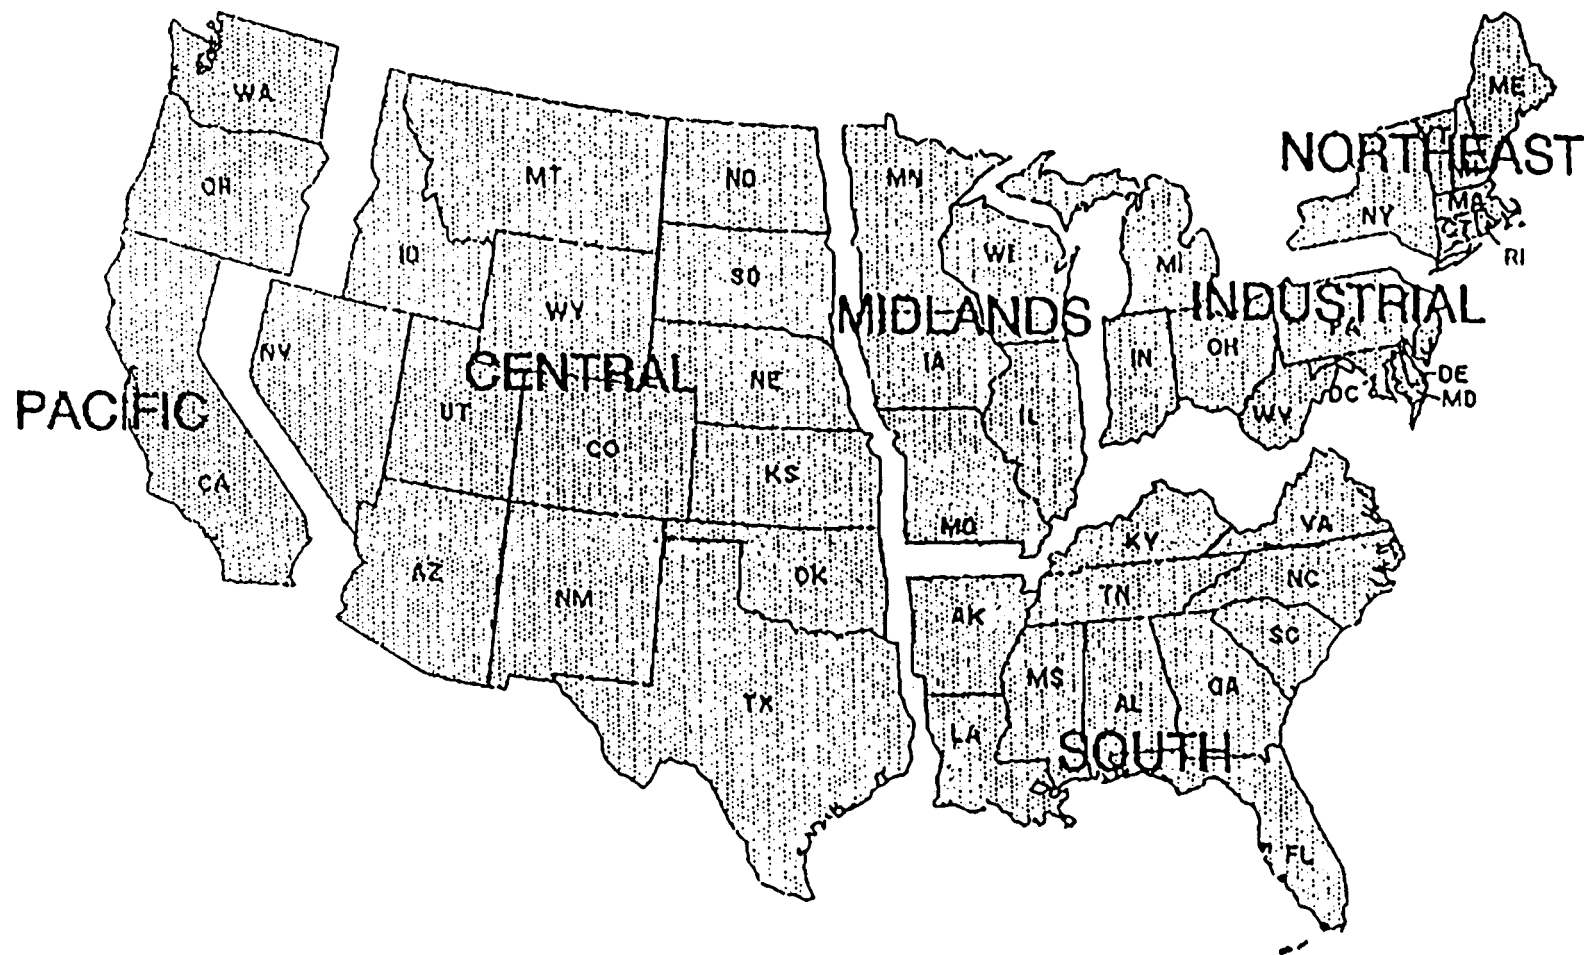 WA
OR
CA
PACIFIC
MT
ID
WY
NV
UT
CO
AZ
NM
ND
SD
NE
KS
OK
TX
CENTRAL
MN
WI
IA
IL
MO
MIDLANDS
MI
IN
OH
PA
WV
DC
DE
MD
INDUSTRIAL
ME
NY
MA
CT
RI
NORTHEAST
KY
VA
TN
NC
SC
AK
MS
AL
GA
LA
FL
SOUTH